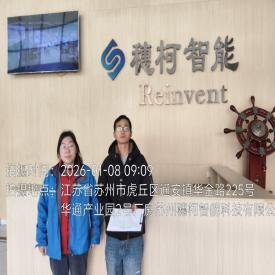 穗柯智能
Reinvent
拍摄时间：2026-01-08 09:09
拍摄地点：江苏省苏州市虎丘区通安镇华金路225号
华通产业园2号厂房苏州穗柯智能科技有限公